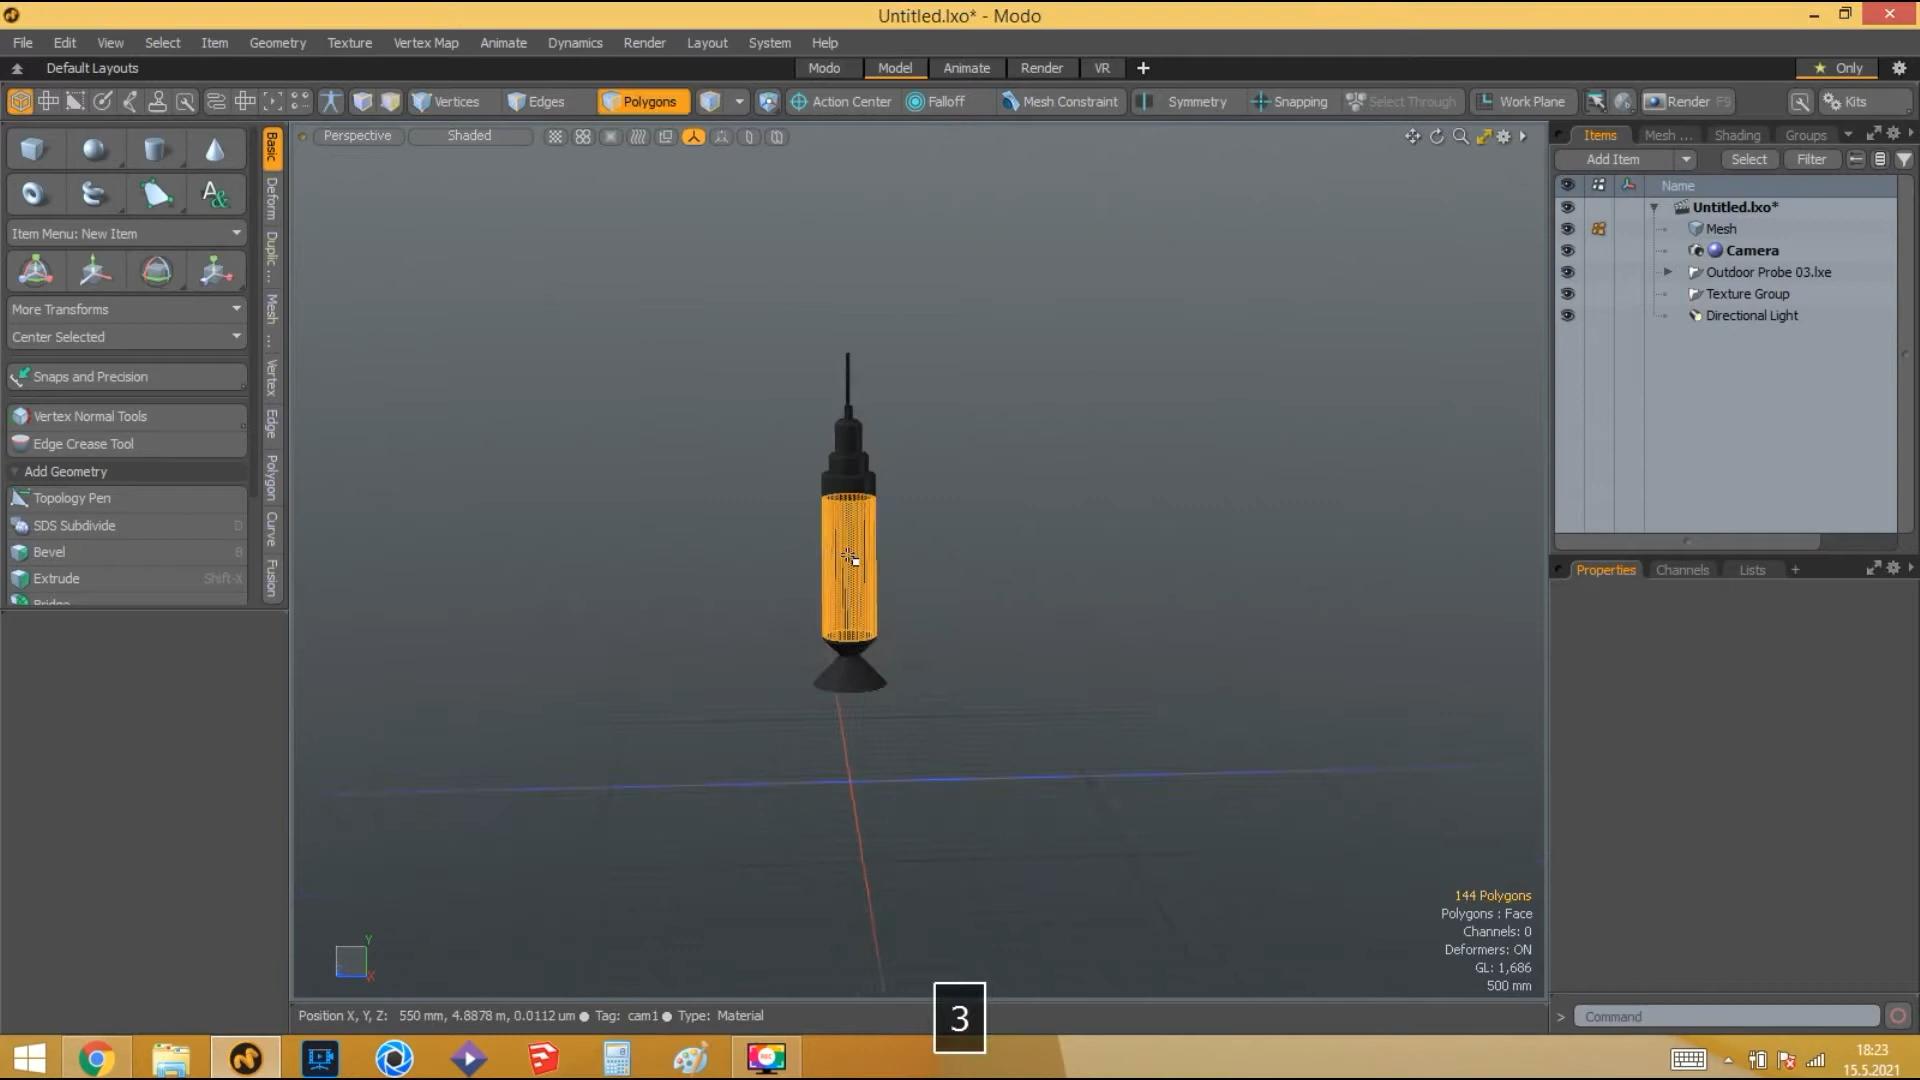 Untitled.lxo* - Modo
File Edit View Select Item Geometry Texture Vertex Map Animate Dynamics Render Layout System Help
Default Layouts Modo Model Animate Render VR + Only
Vertices Edges Polygons Action Center Falloff Mesh Constraint Symmetry Snapping Select Through Work Plane Render F9 Kits
Perspective Shaded
Basic
Deform
Duplic ...
Mesh ...
Vertex
Edge
Polygon
Curve
Fusion
Item Menu: New Item
More Transforms
Center Selected
Snaps and Precision
Vertex Normal Tools
Edge Crease Tool
Add Geometry
Topology Pen
SDS Subdivide D
Bevel B
Extrude Shift-X
Bridge
Items Mesh ... Shading Groups
Add Item Select Filter
Name
Untitled.lxo*
Mesh
Camera
Outdoor Probe 03.lxe
Texture Group
Directional Light
Properties Channels Lists +
144 Polygons
Polygons : Face
Channels: 0
Deformers: ON
GL: 1,686
500 mm
Y
X
Position X, Y, Z: 550 mm, 4.8878 m, 0.0112 um Tag: cam1 Type: Material
3
> Command
REC
18:23
15.5.2021